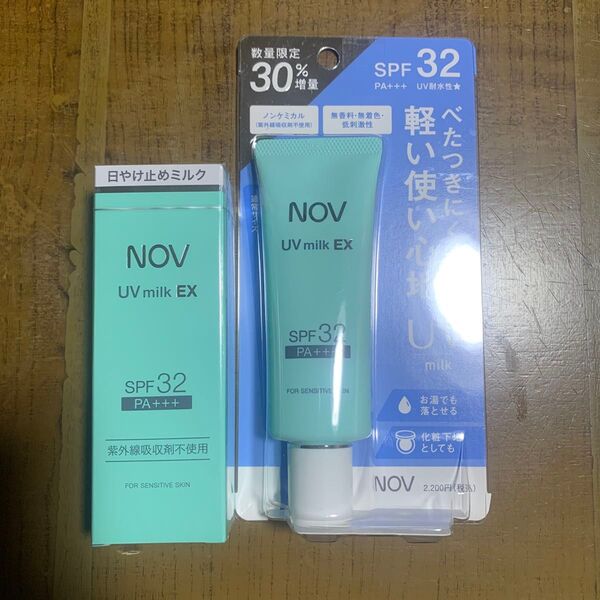 日やけ止めミルク
NOV
UV milk EX
SPF 32
PA+++
紫外線吸収剤不使用
FOR SENSITIVE SKIN
数量限定
30%増量
SPF 32
PA+++ UV耐水性★
ノンケミカル
(紫外線吸収剤不使用)
無香料・無着色・
低刺激性
べたつきにく
軽い使い心地
U
milk
NOV
UV milk EX
SPF 32
PA+++
FOR SENSITIVE SKIN
お湯でも
落とせる
化粧下
としても
NOV
2,200円(税込)